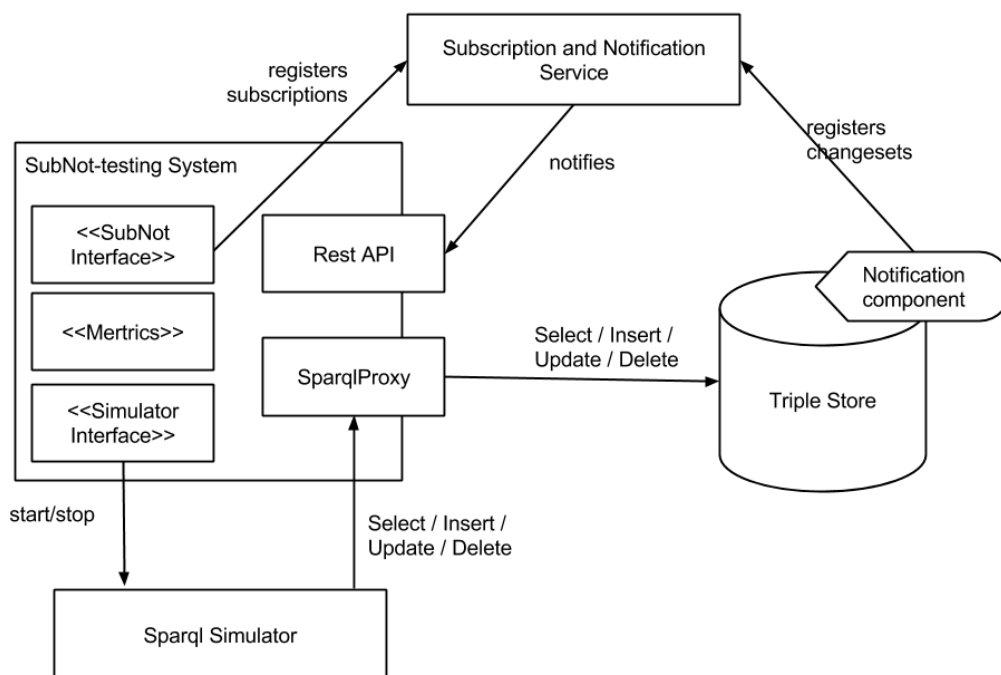 Subscription and Notification
Service
registers
subscriptions
registers
changesets
notifies
SubNot-testing System
<<SubNot
Interface>>
Rest API
Notification
component
<<Mertrics>>
Select / Insert /
Update / Delete
SparqlProxy
Triple Store
<<Simulator
Interface>>
start/stop
Select / Insert /
Update / Delete
Sparql Simulator